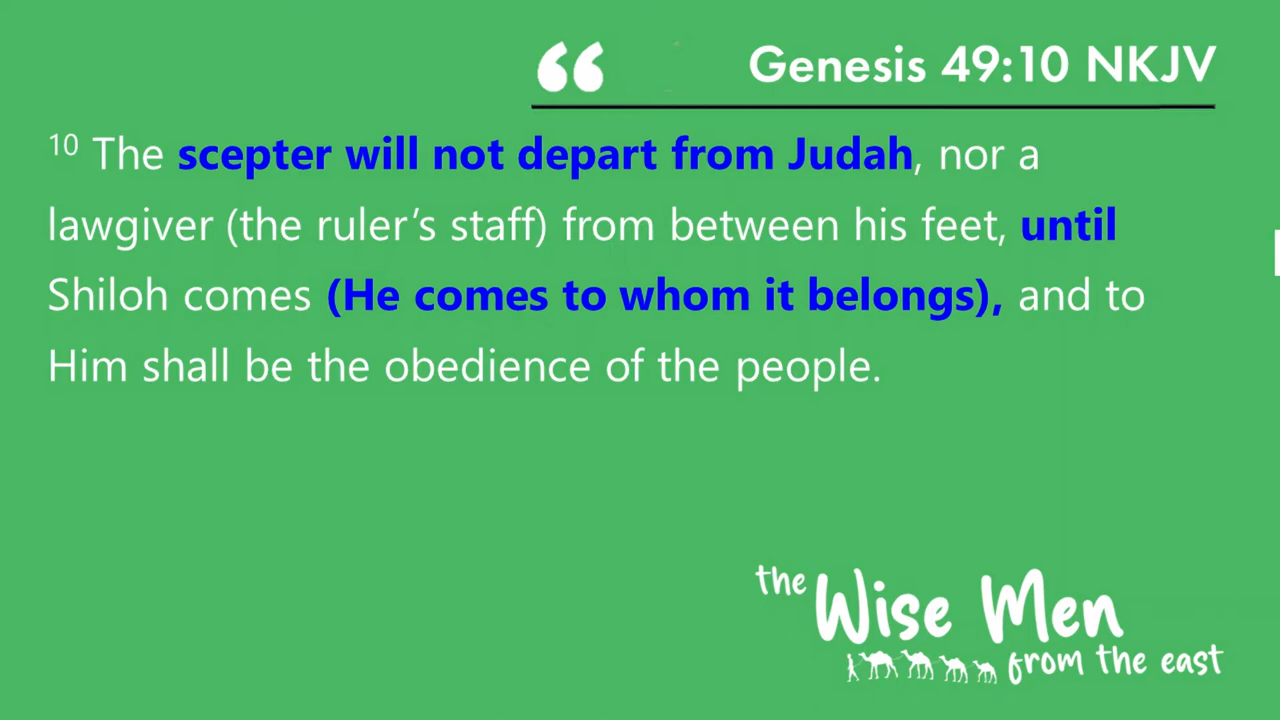 “ Genesis 49:10 NKJV
10 The scepter will not depart from Judah, nor a
lawgiver (the ruler’s staff) from between his feet, until
Shiloh comes (He comes to whom it belongs), and to
Him shall be the obedience of the people.
the Wise Men
from the east